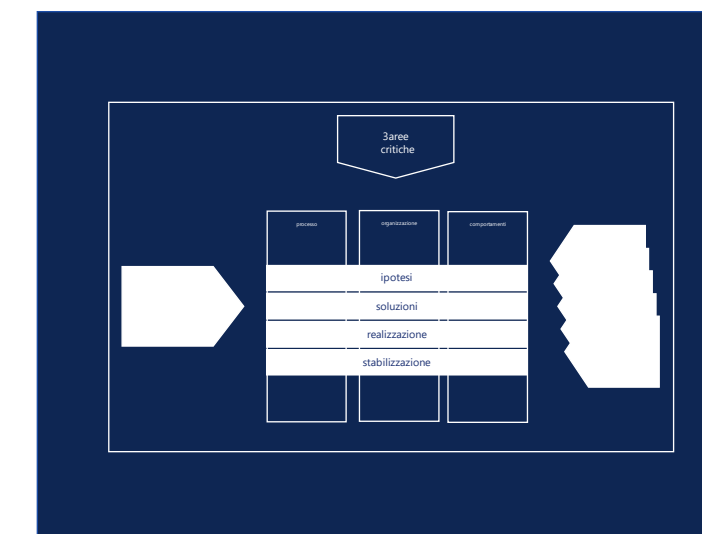 3aree
critiche
processo
organizzazione
comportamenti
ipotesi
soluzioni
realizzazione
stabilizzazione